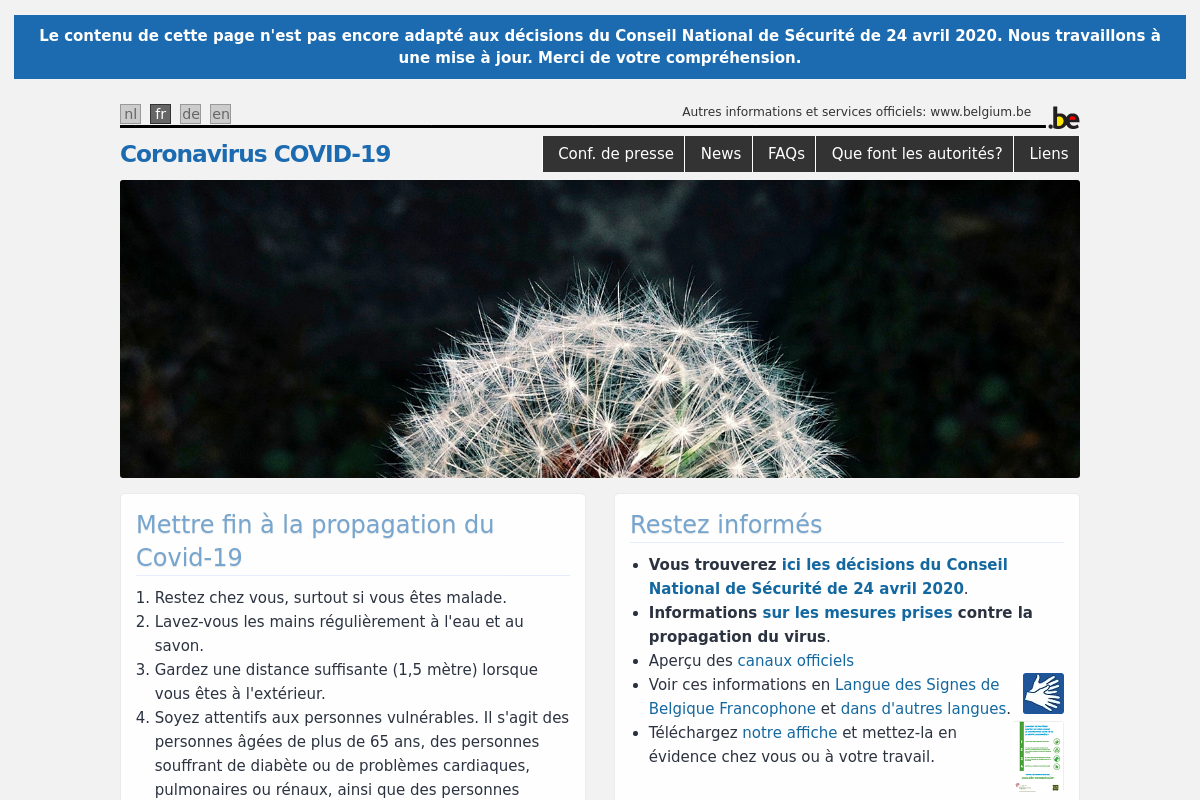 Le contenu de cette page n'est pas encore adapté aux décisions du Conseil National de Sécurité de 24 avril 2020. Nous travaillons à
une mise à jour. Merci de votre compréhension.
nl fr de en
Autres informations et services officiels: www.belgium.be
.be
Coronavirus COVID-19
Conf. de presse News FAQs Que font les autorités? Liens
Mettre fin à la propagation du
Covid-19
1. Restez chez vous, surtout si vous êtes malade.
2. Lavez-vous les mains régulièrement à l'eau et au
savon.
3. Gardez une distance suffisante (1,5 mètre) lorsque
vous êtes à l'extérieur.
4. Soyez attentifs aux personnes vulnérables. Il s'agit des
personnes âgées de plus de 65 ans, des personnes
souffrant de diabète ou de problèmes cardiaques,
pulmonaires ou rénaux, ainsi que des personnes
Restez informés
• Vous trouverez ici les décisions du Conseil
National de Sécurité de 24 avril 2020.
• Informations sur les mesures prises contre la
propagation du virus.
• Aperçu des canaux officiels
• Voir ces informations en Langue des Signes de
Belgique Francophone et dans d'autres langues.
• Téléchargez notre affiche et mettez-la en
évidence chez vous ou à votre travail.